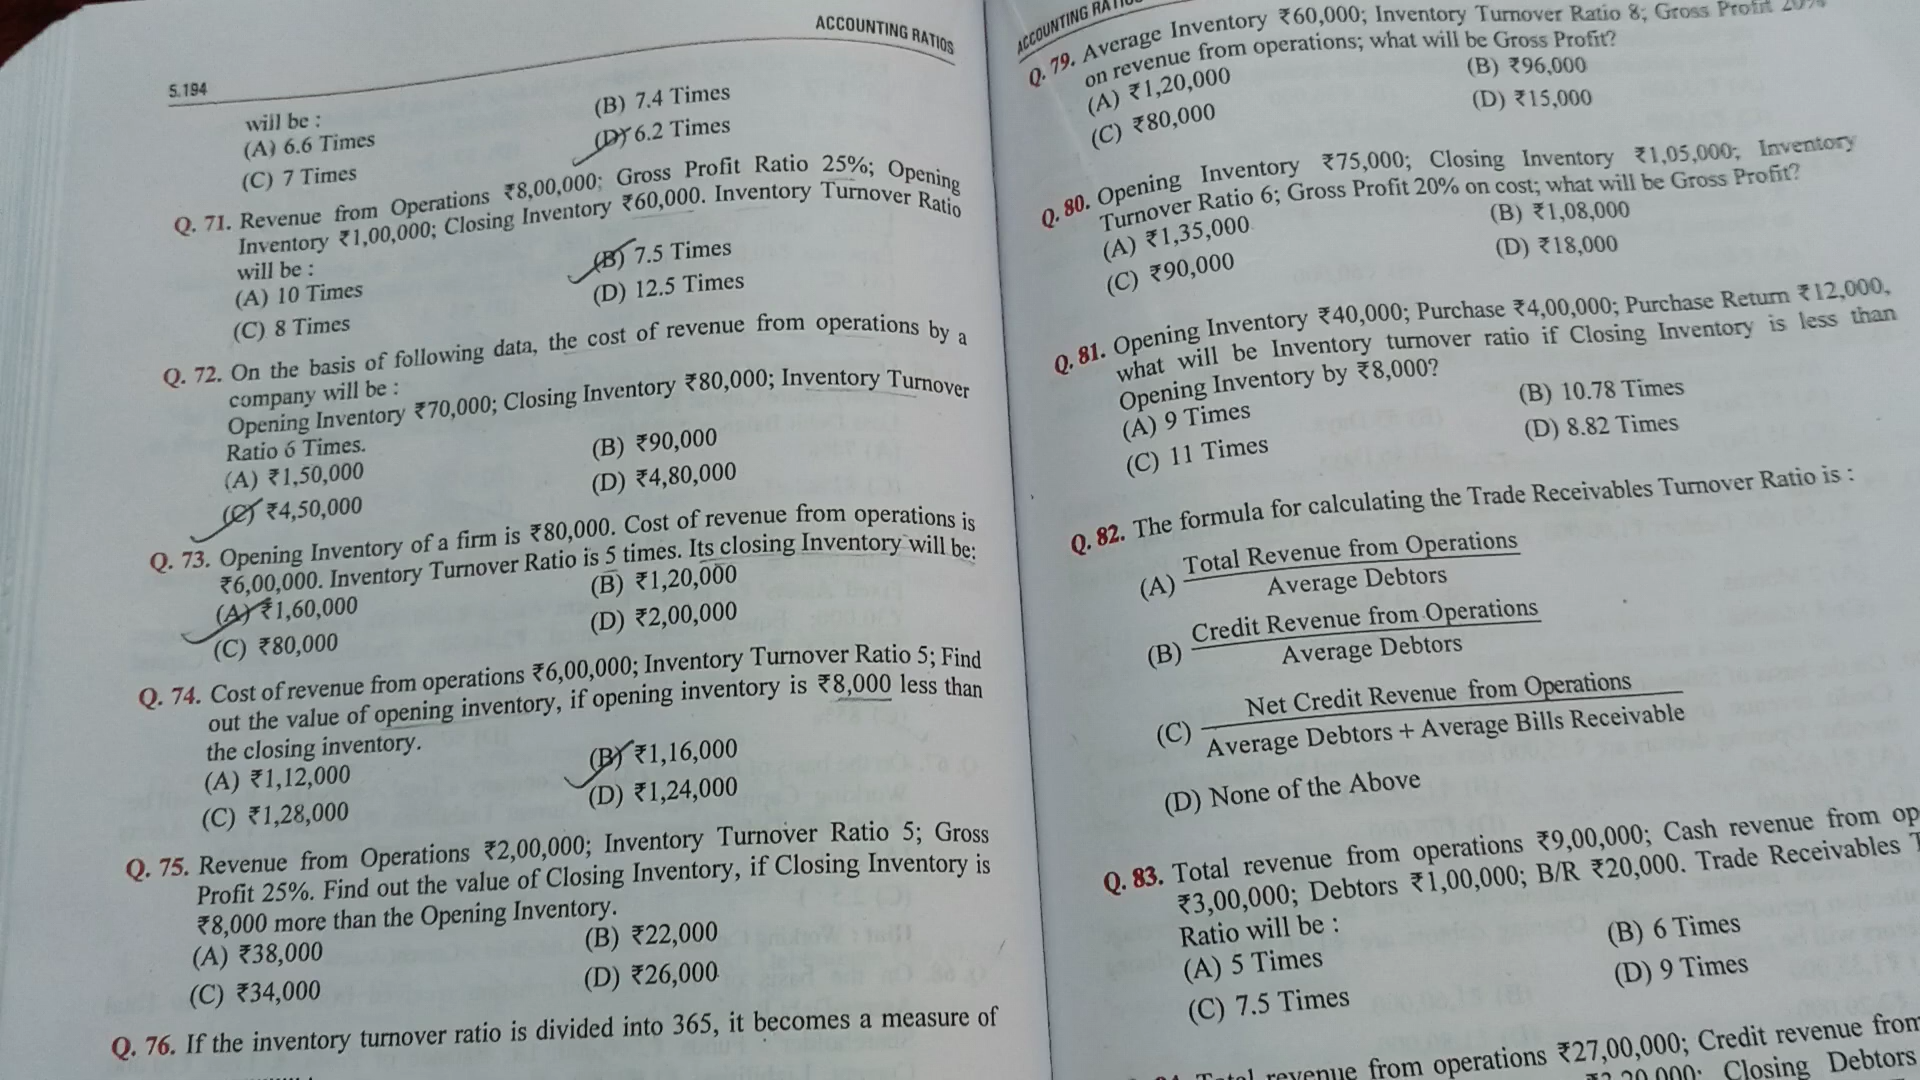 5.194
ACCOUNTING RATIOS
will be :
(A) 6.6 Times
(B) 7.4 Times
(C) 7 Times
(D) 6.2 Times
Q. 71. Revenue from Operations ₹8,00,000; Gross Profit Ratio 25%; Opening
Inventory ₹1,00,000; Closing Inventory ₹60,000. Inventory Turnover Ratio
will be :
(A) 10 Times
(B) 7.5 Times
(C) 8 Times
(D) 12.5 Times
Q. 72. On the basis of following data, the cost of revenue from operations by a
company will be :
Opening Inventory ₹70,000; Closing Inventory ₹80,000; Inventory Turnover
Ratio 6 Times.
(A) ₹1,50,000
(B) ₹90,000
(C) ₹4,50,000
(D) ₹4,80,000
Q. 73. Opening Inventory of a firm is ₹80,000. Cost of revenue from operations is
₹6,00,000. Inventory Turnover Ratio is 5 times. Its closing Inventory will be:
(A) ₹1,60,000
(B) ₹1,20,000
(C) ₹80,000
(D) ₹2,00,000
Q. 74. Cost of revenue from operations ₹6,00,000; Inventory Turnover Ratio 5; Find
out the value of opening inventory, if opening inventory is ₹8,000 less than
the closing inventory.
(A) ₹1,12,000
(B) ₹1,16,000
(C) ₹1,28,000
(D) ₹1,24,000
Q. 75. Revenue from Operations ₹2,00,000; Inventory Turnover Ratio 5; Gross
Profit 25%. Find out the value of Closing Inventory, if Closing Inventory is
₹8,000 more than the Opening Inventory.
(A) ₹38,000
(B) ₹22,000
(C) ₹34,000
(D) ₹26,000
Q. 76. If the inventory turnover ratio is divided into 365, it becomes a measure of
ACCOUNTING
Q. 79. Average Inventory ₹60,000; Inventory Turnover Ratio 8; Gross Profit 20%
on revenue from operations; what will be Gross Profit?
(A) ₹1,20,000
(B) ₹96,000
(C) ₹80,000
(D) ₹15,000
Q. 80. Opening Inventory ₹75,000; Closing Inventory ₹1,05,000; Inventory
Turnover Ratio 6; Gross Profit 20% on cost; what will be Gross Profit?
(A) ₹1,35,000
(B) ₹1,08,000
(C) ₹90,000
(D) ₹18,000
Q. 81. Opening Inventory ₹40,000; Purchase ₹4,00,000; Purchase Return ₹12,000,
what will be Inventory turnover ratio if Closing Inventory is less than
Opening Inventory by ₹8,000?
(A) 9 Times
(B) 10.78 Times
(C) 11 Times
(D) 8.82 Times
Q. 82. The formula for calculating the Trade Receivables Turnover Ratio is :
(A) Total Revenue from Operations
Average Debtors
(B) Credit Revenue from Operations
Average Debtors
(C) Net Credit Revenue from Operations
Average Debtors + Average Bills Receivable
(D) None of the Above
Q. 83. Total revenue from operations ₹9,00,000; Cash revenue from op
₹3,00,000; Debtors ₹1,00,000; B/R ₹20,000. Trade Receivables T
Ratio will be :
(A) 5 Times
(B) 6 Times
(C) 7.5 Times
(D) 9 Times
revenue from operations ₹27,00,000; Credit revenue from
Closing Debtors